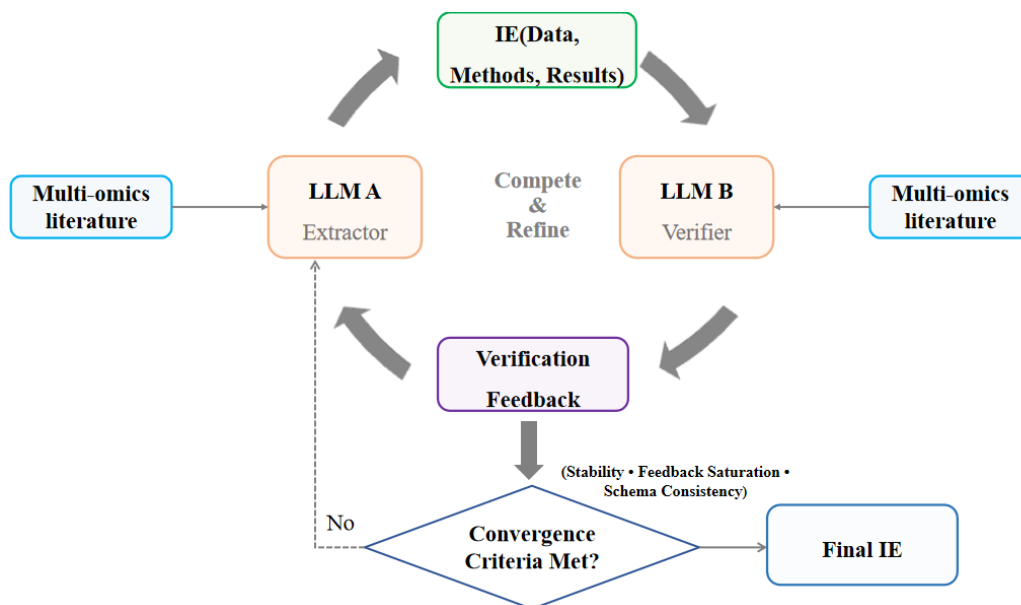 IE(Data,
Methods, Results)
Multi-omics
literature
LLM A
Extractor
Compete
&
Refine
LLM B
Verifier
Multi-omics
literature
Verification
Feedback
(Stability • Feedback Saturation •
Schema Consistency)
No
Convergence
Criteria Met?
Final IE